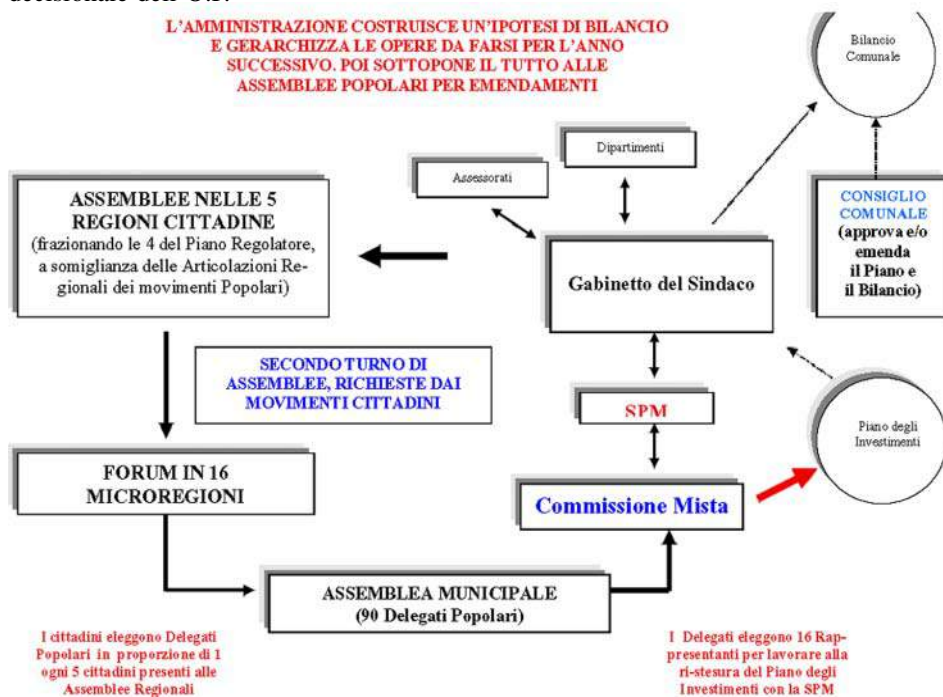 decisionale dell'O.P.
L'AMMINISTRAZIONE COSTRUISCE UN'IPOTESI DI BILANCIO
E GERARCHIZZA LE OPERE DA FARSI PER L'ANNO
SUCCESSIVO. POI SOTTOPONE IL TUTTO ALLE
ASSEMBLEE POPOLARI PER EMENDAMENTI
Bilancio
Comunale
Dipartimenti
Assessorati
ASSEMBLEE NELLE 5
REGIONI CITTADINE
(frazionando le 4 del Piano Regolatore,
a somiglianza delle Articolazioni Re-
gionali dei movimenti Popolari)
CONSIGLIO
COMUNALE
(approva e/o
emenda
il Piano e
il Bilancio)
Gabinetto del Sindaco
SECONDO TURNO DI
ASSEMBLEE, RICHIESTE DAI
MOVIMENTI CITTADINI
SPM
Piano degli
Investimenti
FORUM IN 16
MICROREGIONI
Commissione Mista
ASSEMBLEA MUNICIPALE
(90 Delegati Popolari)
I cittadini eleggono Delegati
Popolari in proporzione di 1
ogni 5 cittadini presenti alle
Assemblee Regionali
I Delegati eleggono 16 Rap-
presentanti per lavorare alla
ri-stesura del Piano degli
Investimenti con la SPM